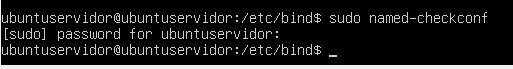 ubuntuservidor@ubuntuservidor:/etc/bind$ sudo named-checkconf
[sudo] password for ubuntuservidor:
ubuntuservidor@ubuntuservidor:/etc/bind$ _